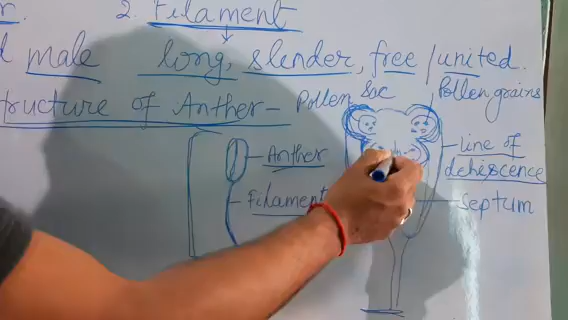 r.
2. Filament
male long, slender, free/united.
tructure of Anther- Pollen Sac
Pollen grains
Anther
Line of
dehiscence
Filament
Septum